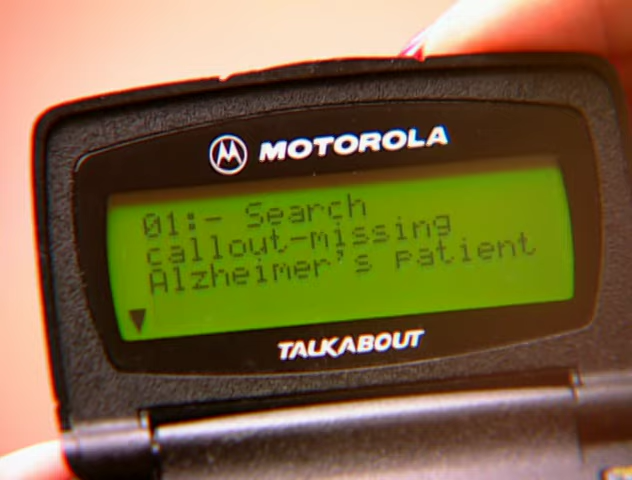 MOTOROLA
01:- Search
callout-missing
Alzheimer's patient
TALKABOUT